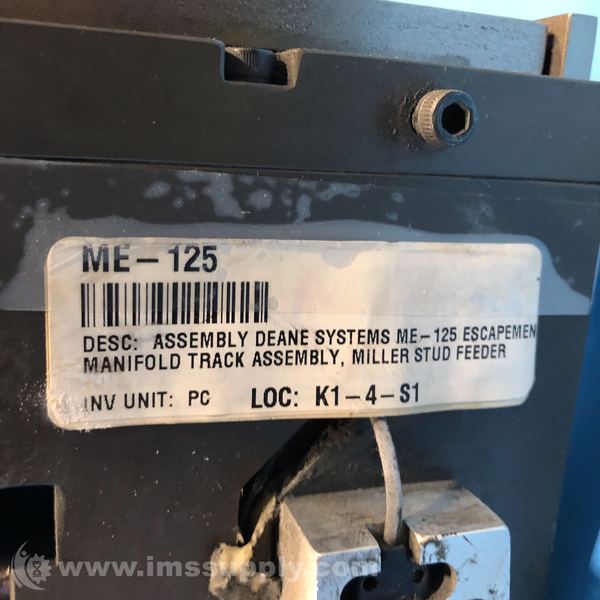 ME-125
DESC: ASSEMBLY DEANE SYSTEMS ME-125 ESCAPEMEN
MANIFOLD TRACK ASSEMBLY, MILLER STUD FEEDER
INV UNIT: PC LOC: K1-4-S1
www.imssupply.com